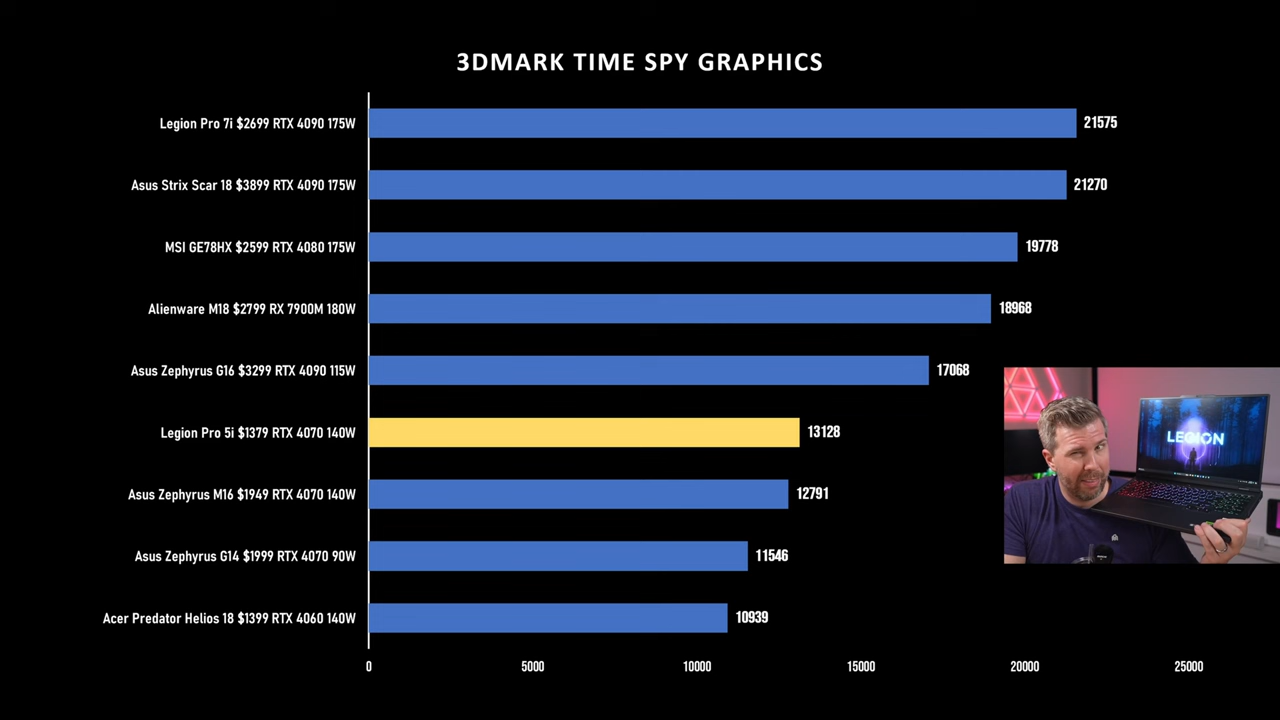 3DMARK TIME SPY GRAPHICS
Legion Pro 7i $2699 RTX 4090 175W 21575
Asus Strix Scar 18 $3899 RTX 4090 175W 21270
MSI GE78HX $2599 RTX 4080 175W 19778
Alienware M18 $2799 RX 7900M 180W 18968
Asus Zephyrus G16 $3299 RTX 4090 115W 17068
Legion Pro 5i $1379 RTX 4070 140W 13128
Asus Zephyrus M16 $1949 RTX 4070 140W 12791
Asus Zephyrus G14 $1999 RTX 4070 90W 11546
Acer Predator Helios 18 $1399 RTX 4060 140W 10939
0 5000 10000 15000 20000 25000
LEGION